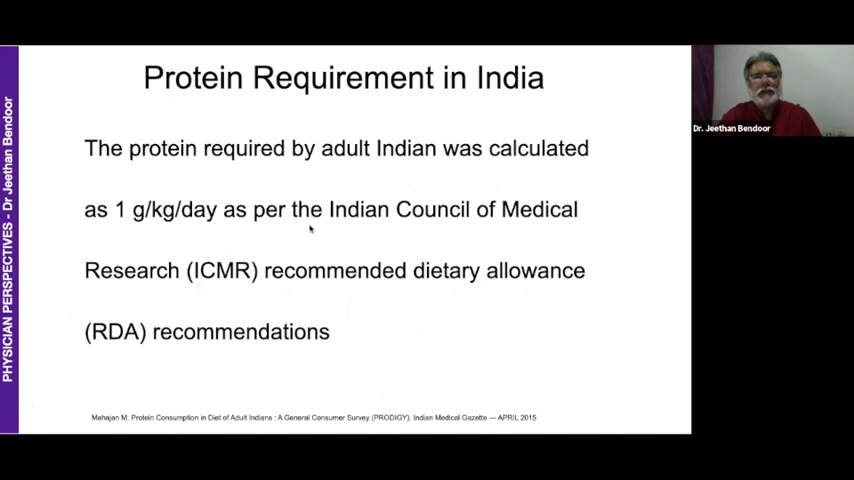 Protein Requirement in India
The protein required by adult Indian was calculated
as 1 g/kg/day as per the Indian Council of Medical
Research (ICMR) recommended dietary allowance
(RDA) recommendations
Mahajan M. Protein Consumption in Diet of Adult Indians : A General Consumer Survey (PRODIGY). Indian Medical Gazette — APRIL 2015
PHYSICIAN PERSPECTIVES - Dr Jeethan Bendoor
Dr. Jeethan Bendoor